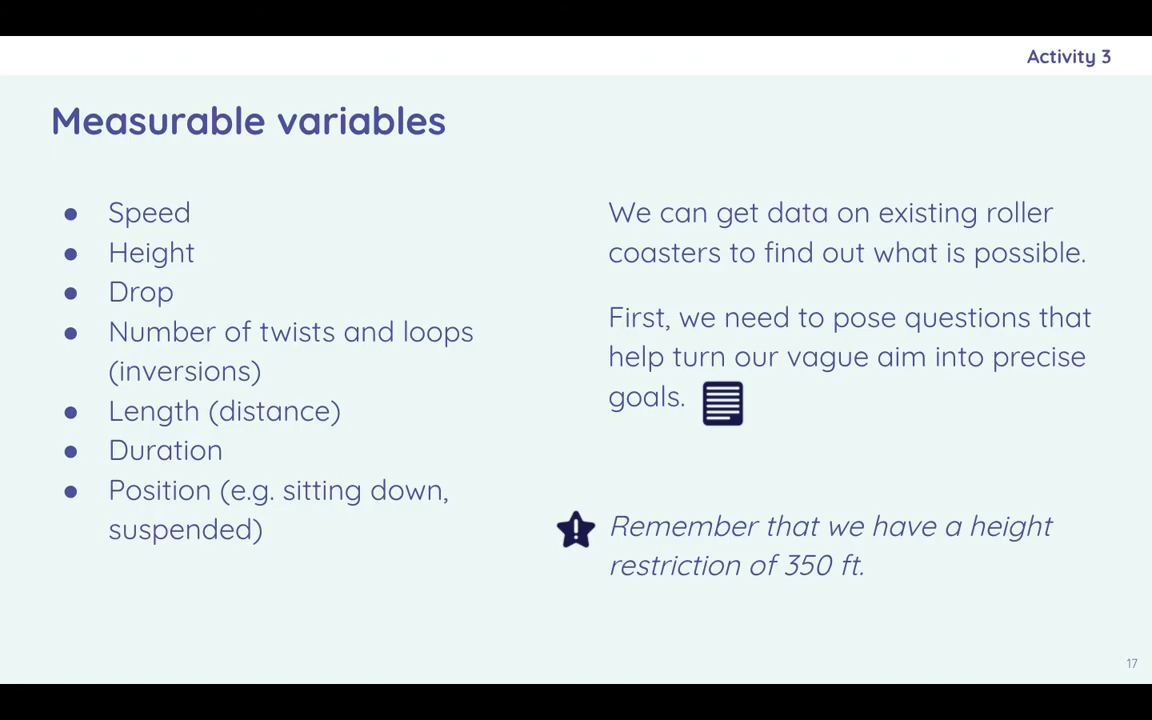 Activity 3
Measurable variables
● Speed
● Height
● Drop
● Number of twists and loops
(inversions)
● Length (distance)
● Duration
● Position (e.g. sitting down,
suspended)
We can get data on existing roller
coasters to find out what is possible.
First, we need to pose questions that
help turn our vague aim into precise
goals.
Remember that we have a height
restriction of 350 ft.
17